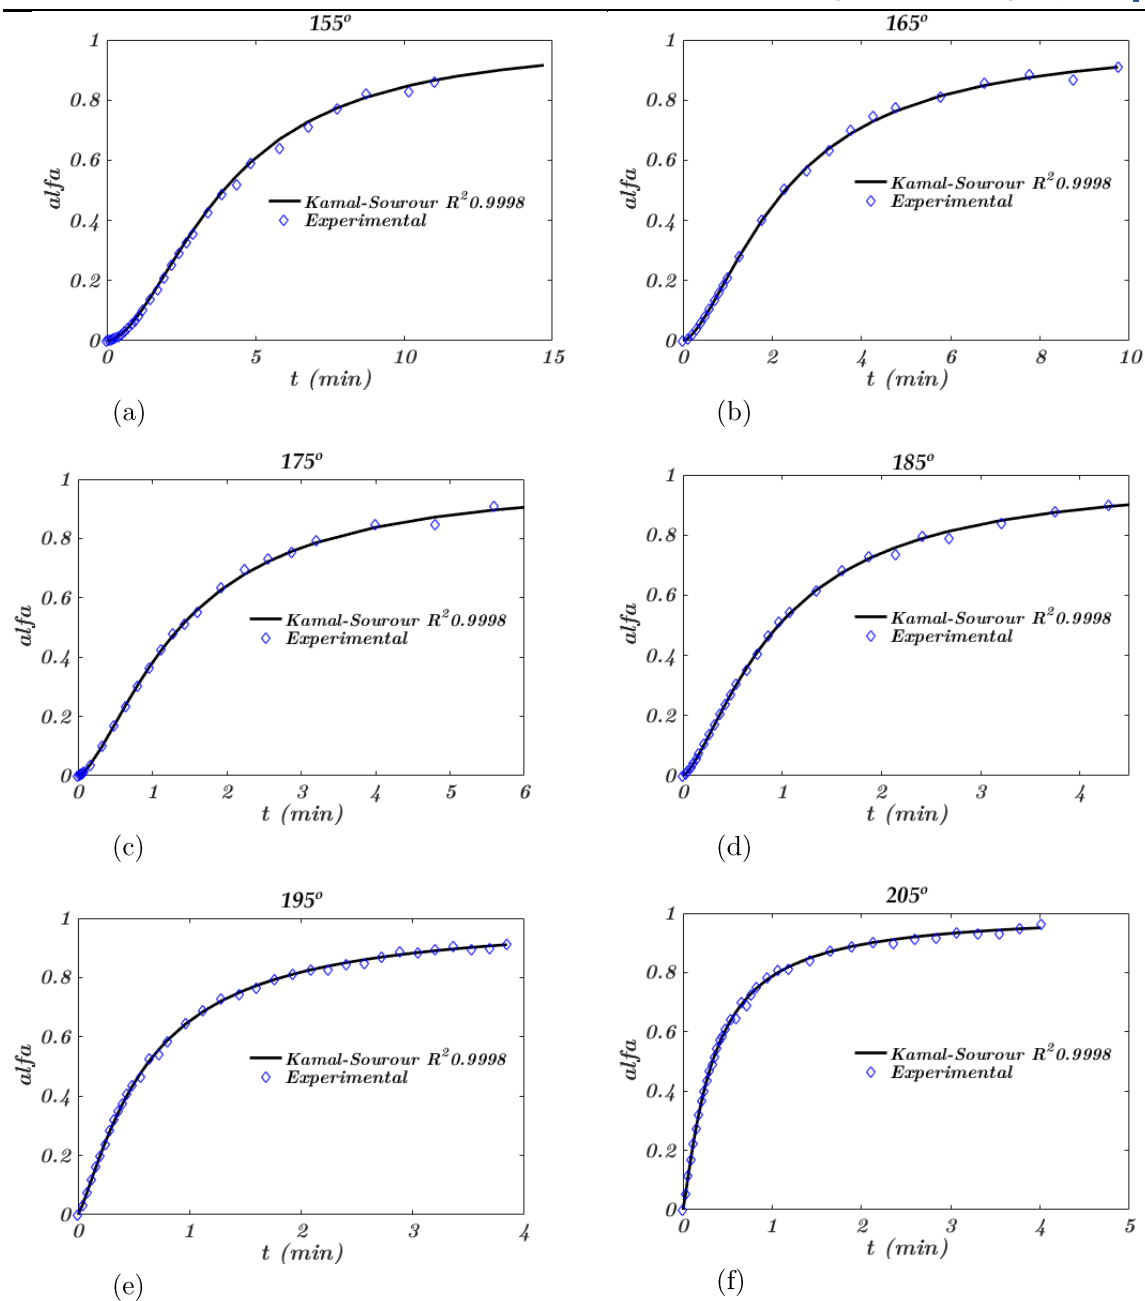 155º
1
0.8
0.6
0.4
0.2
0
alfa
Kamal-Sourour R²0.9998
Experimental
0 5 10 15
t (min)
(a)
165º
1
0.8
0.6
0.4
0.2
0
alfa
Kamal-Sourour R²0.9998
Experimental
0 2 4 6 8 10
t (min)
(b)
175º
1
0.8
0.6
0.4
0.2
0
alfa
Kamal-Sourour R²0.9998
Experimental
0 1 2 3 4 5 6
t (min)
(c)
185º
1
0.8
0.6
0.4
0.2
0
alfa
Kamal-Sourour R²0.9998
Experimental
0 1 2 3 4
t (min)
(d)
195º
1
0.8
0.6
0.4
0.2
0
alfa
Kamal-Sourour R²0.9998
Experimental
0 1 2 3 4
t (min)
(e)
205º
1
0.8
0.6
0.4
0.2
0
alfa
Kamal-Sourour R²0.9998
Experimental
0 1 2 3 4 5
t (min)
(f)